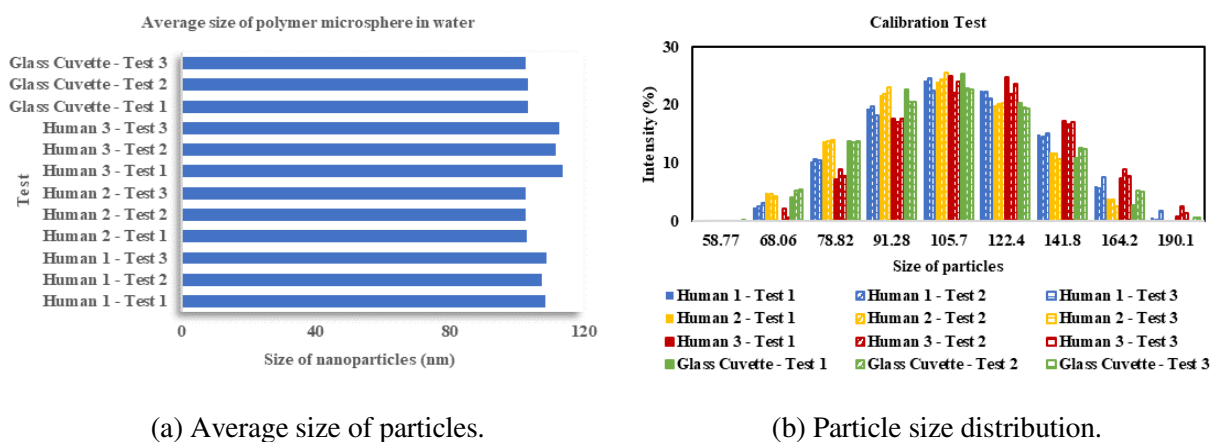 Average size of polymer microsphere in water
Glass Cuvette - Test 3
Glass Cuvette - Test 2
Glass Cuvette - Test 1
Human 3 - Test 3
Human 3 - Test 2
Human 3 - Test 1
Human 2 - Test 3
Human 2 - Test 2
Human 2 - Test 1
Human 1 - Test 3
Human 1 - Test 2
Human 1 - Test 1
Test
0 40 80 120
Size of nanoparticles (nm)
(a) Average size of particles.
Calibration Test
30
20
10
0
Intensity (%)
58.77 68.06 78.82 91.28 105.7 122.4 141.8 164.2 190.1
Size of particles
Human 1 - Test 1 Human 1 - Test 2 Human 1 - Test 3
Human 2 - Test 1 Human 2 - Test 2 Human 2 - Test 3
Human 3 - Test 1 Human 3 - Test 2 Human 3 - Test 3
Glass Cuvette - Test 1 Glass Cuvette - Test 2 Glass Cuvette - Test 3
(b) Particle size distribution.